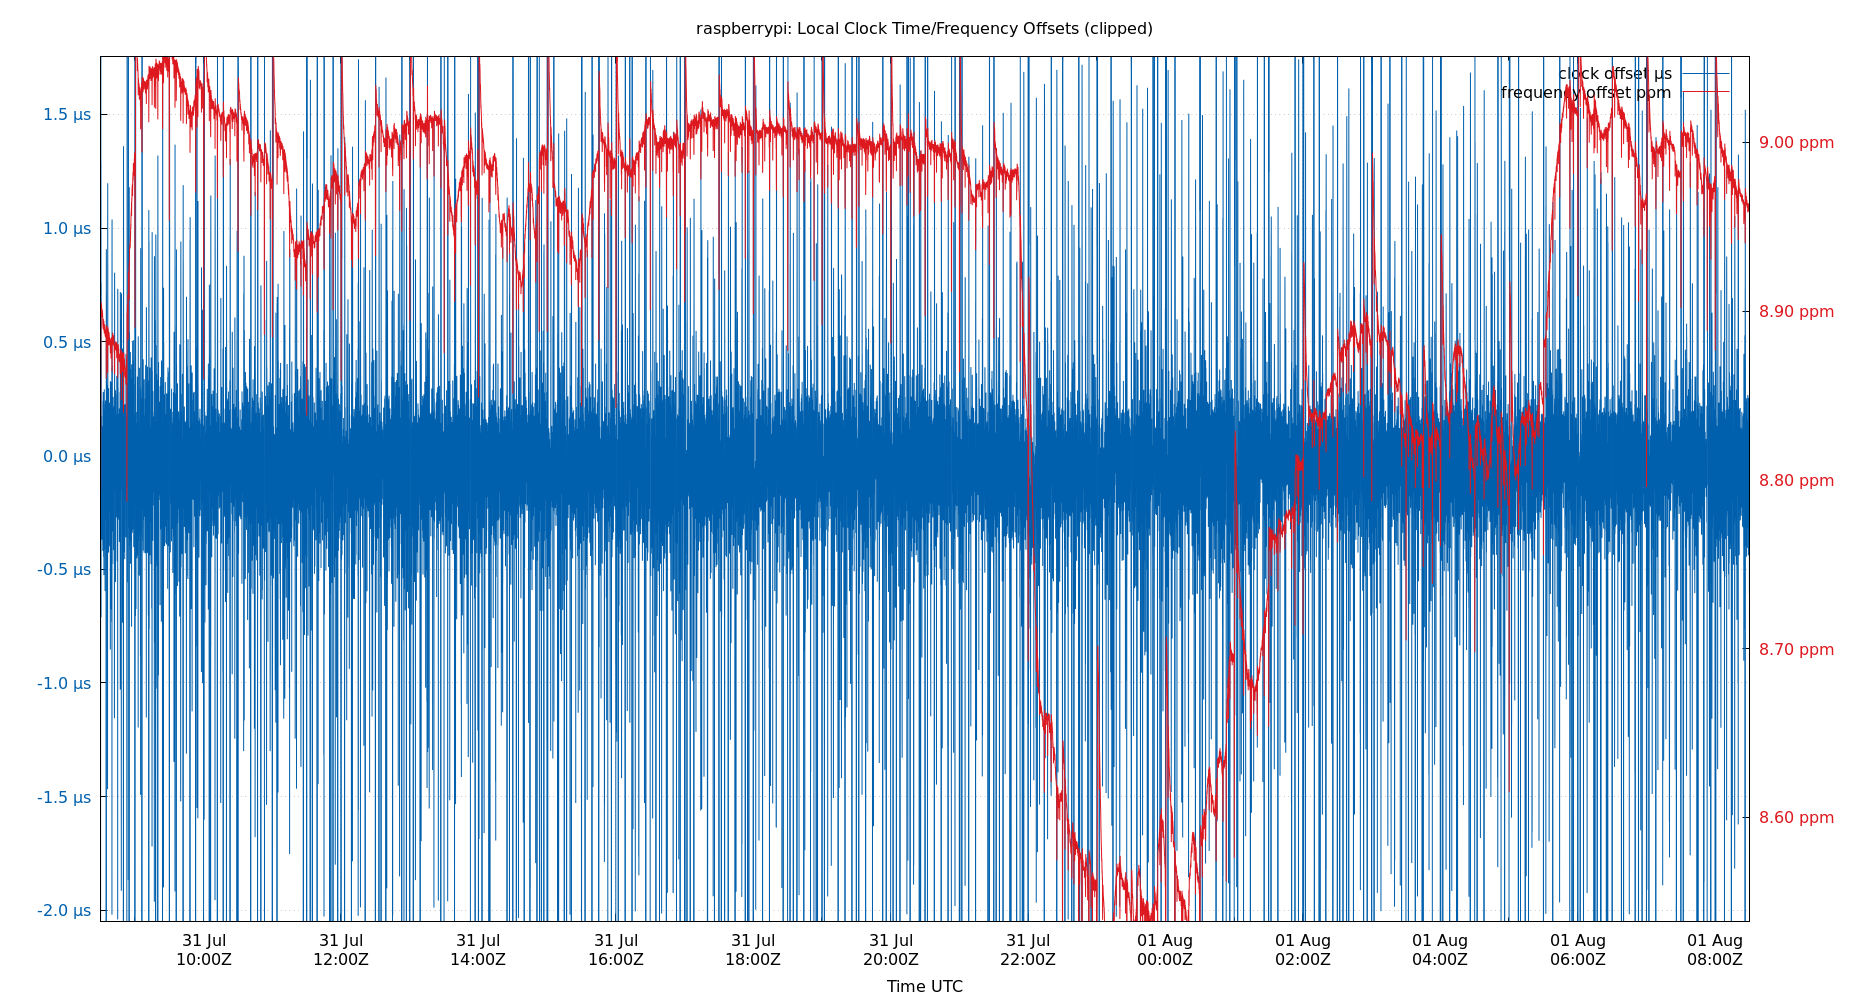 raspberrypi: Local Clock Time/Frequency Offsets (clipped)
clock offset µs
frequency offset ppm
1.5 µs
1.0 µs
0.5 µs
0.0 µs
-0.5 µs
-1.0 µs
-1.5 µs
-2.0 µs
9.00 ppm
8.90 ppm
8.80 ppm
8.70 ppm
8.60 ppm
31 Jul 31 Jul 31 Jul 31 Jul 31 Jul 31 Jul 31 Jul 01 Aug 01 Aug 01 Aug 01 Aug 01 Aug
10:00Z 12:00Z 14:00Z 16:00Z 18:00Z 20:00Z 22:00Z 00:00Z 02:00Z 04:00Z 06:00Z 08:00Z
Time UTC